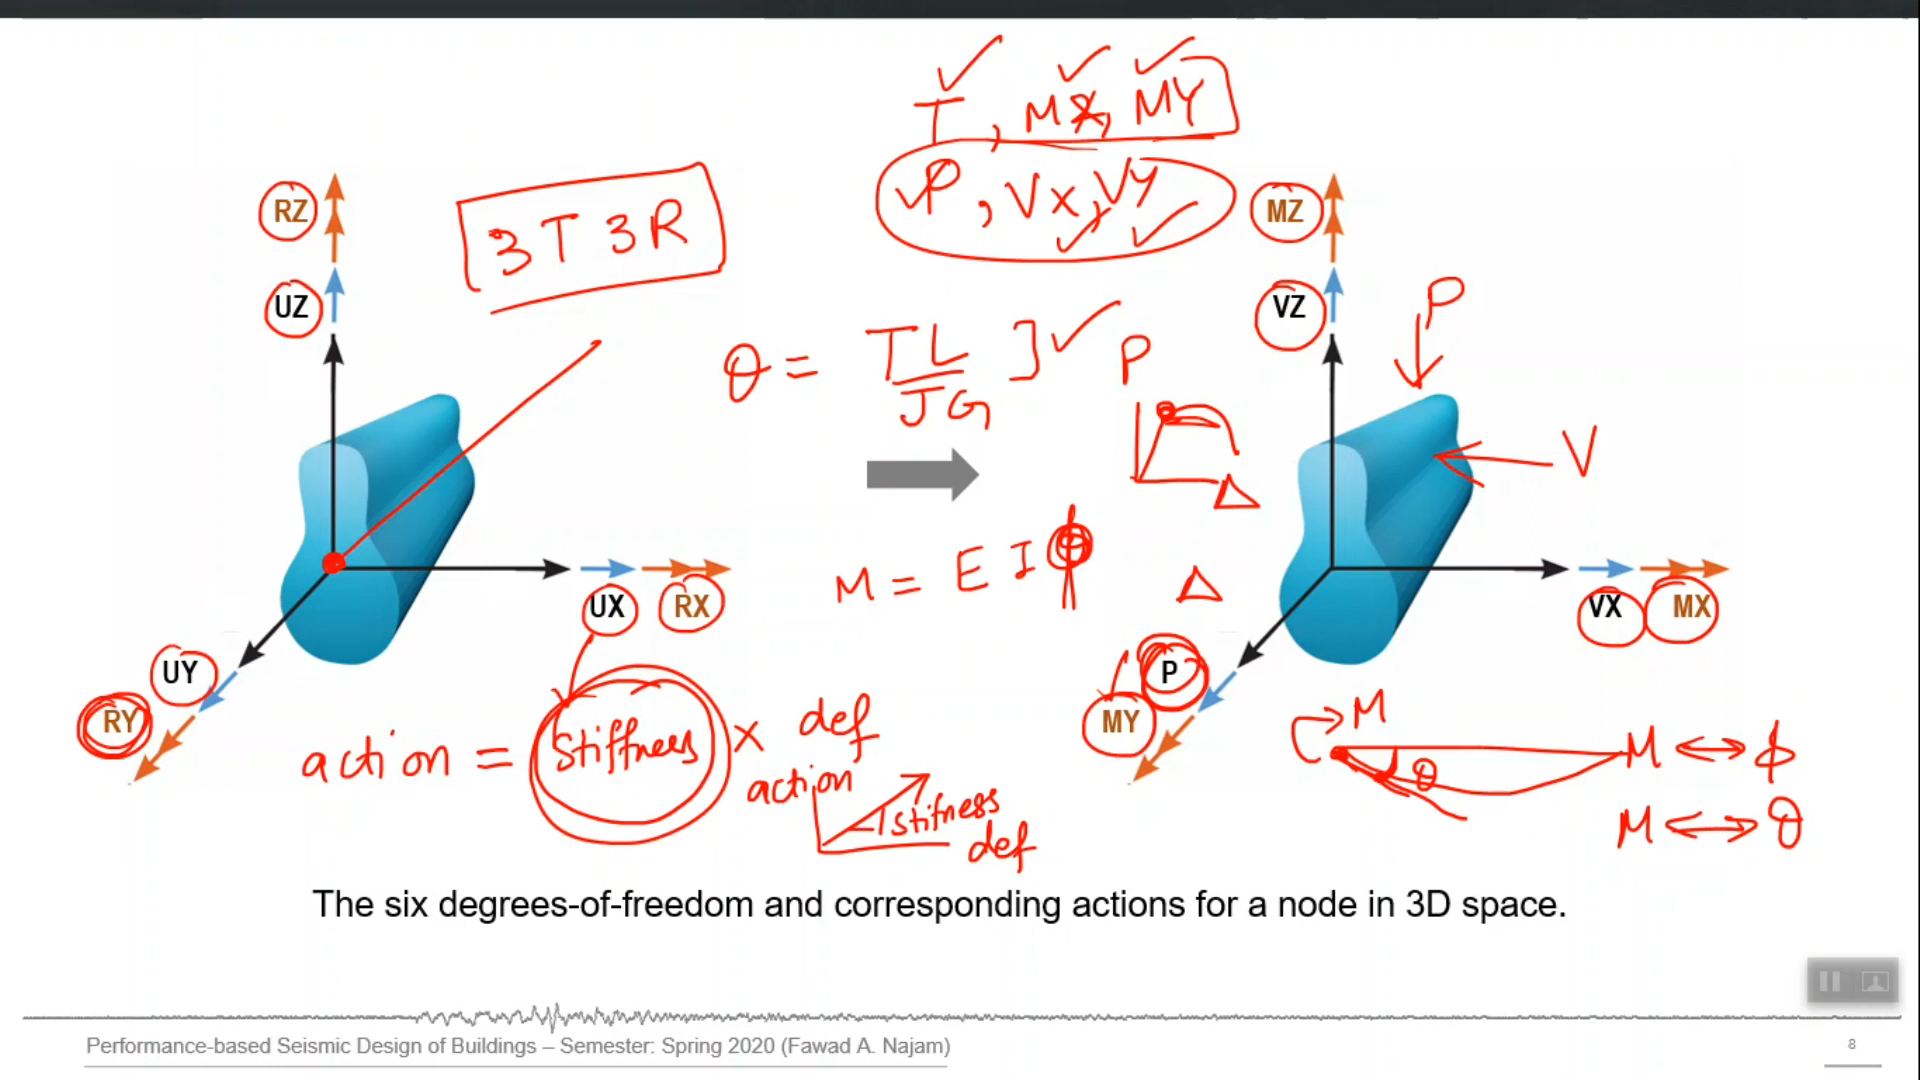 T, MX, MY
P, Vx, Vy
RZ
3T 3R
MZ
UZ
VZ
P
θ = TL/JG
]
P
V
Δ
M = EIϕ
Δ
UX RX
VX MX
UY
P
RY
MY
M
action = Stiffness × def
M ↔ ϕ
θ
action
stifness
def
M ↔ θ
The six degrees-of-freedom and corresponding actions for a node in 3D space.
Performance-based Seismic Design of Buildings – Semester: Spring 2020 (Fawad A. Najam)
8